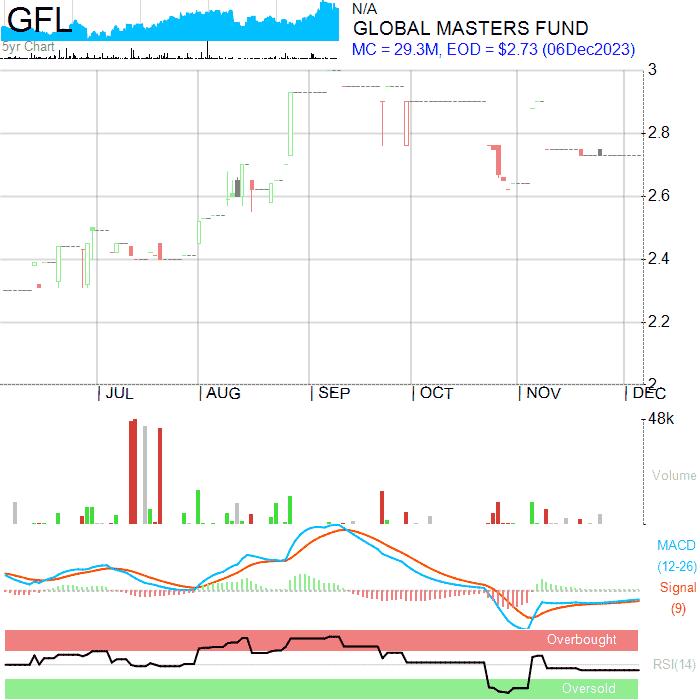 GFL
5yr Chart
N/A
GLOBAL MASTERS FUND
MC = 29.3M, EOD = $2.73 (06Dec2023)
3
2.8
2.6
2.4
2.2
2
JUL AUG SEP OCT NOV DEC
48k
Volume
MACD
(12-26)
Signal
(9)
Overbought
RSI(14)
Oversold